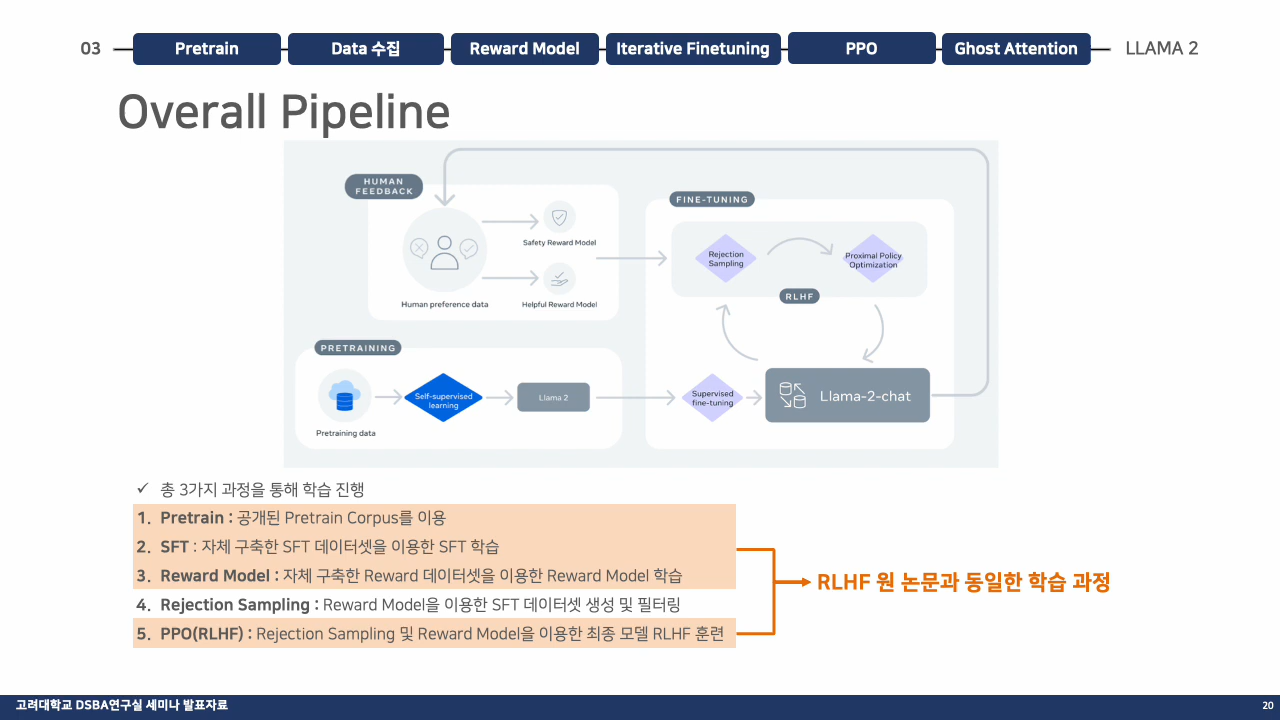 03
Pretrain
Data 수집
Reward Model
Iterative Finetuning
PPO
Ghost Attention
LLAMA 2
Overall Pipeline
HUMAN
FEEDBACK
Human preference data
Safety Reward Model
Helpful Reward Model
FINE-TUNING
Rejection
Sampling
Proximal Policy
Optimization
RLHF
PRETRAINING
Pretraining data
Self-supervised
learning
Llama 2
Supervised
fine-tuning
Llama-2-chat
✓ 총 3가지 과정을 통해 학습 진행
1. Pretrain : 공개된 Pretrain Corpus를 이용
2. SFT : 자체 구축한 SFT 데이터셋을 이용한 SFT 학습
3. Reward Model : 자체 구축한 Reward 데이터셋을 이용한 Reward Model 학습
4. Rejection Sampling : Reward Model을 이용한 SFT 데이터셋 생성 및 필터링
5. PPO(RLHF) : Rejection Sampling 및 Reward Model을 이용한 최종 모델 RLHF 훈련
RLHF 원 논문과 동일한 학습 과정
고려대학교 DSBA연구실 세미나 발표자료
20